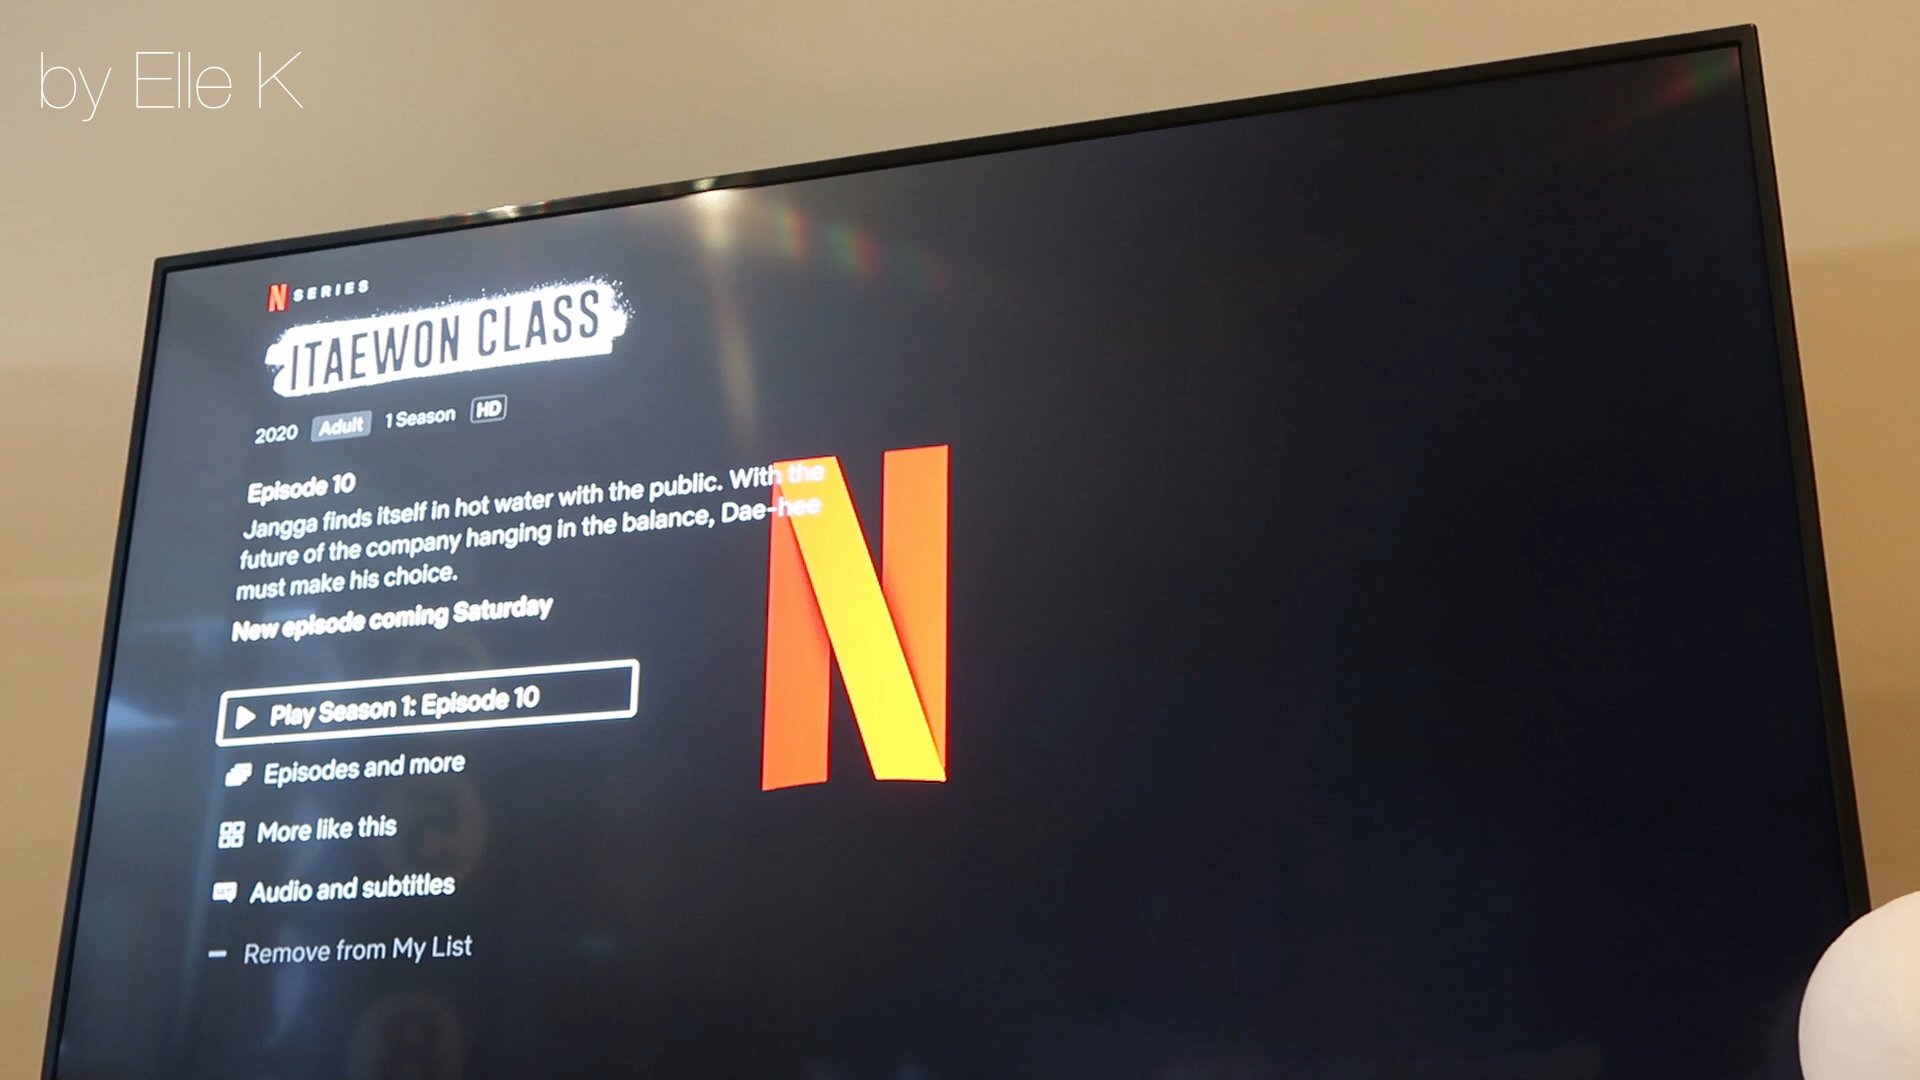 by Elle K
N SERIES
ITAEWON CLASS
2020 Adult 1 Season HD
Episode 10
Jangga finds itself in hot water with the public. With the
future of the company hanging in the balance, Dae-hee
must make his choice.
New episode coming Saturday
Play Season 1: Episode 10
Episodes and more
More like this
Audio and subtitles
Remove from My List
N